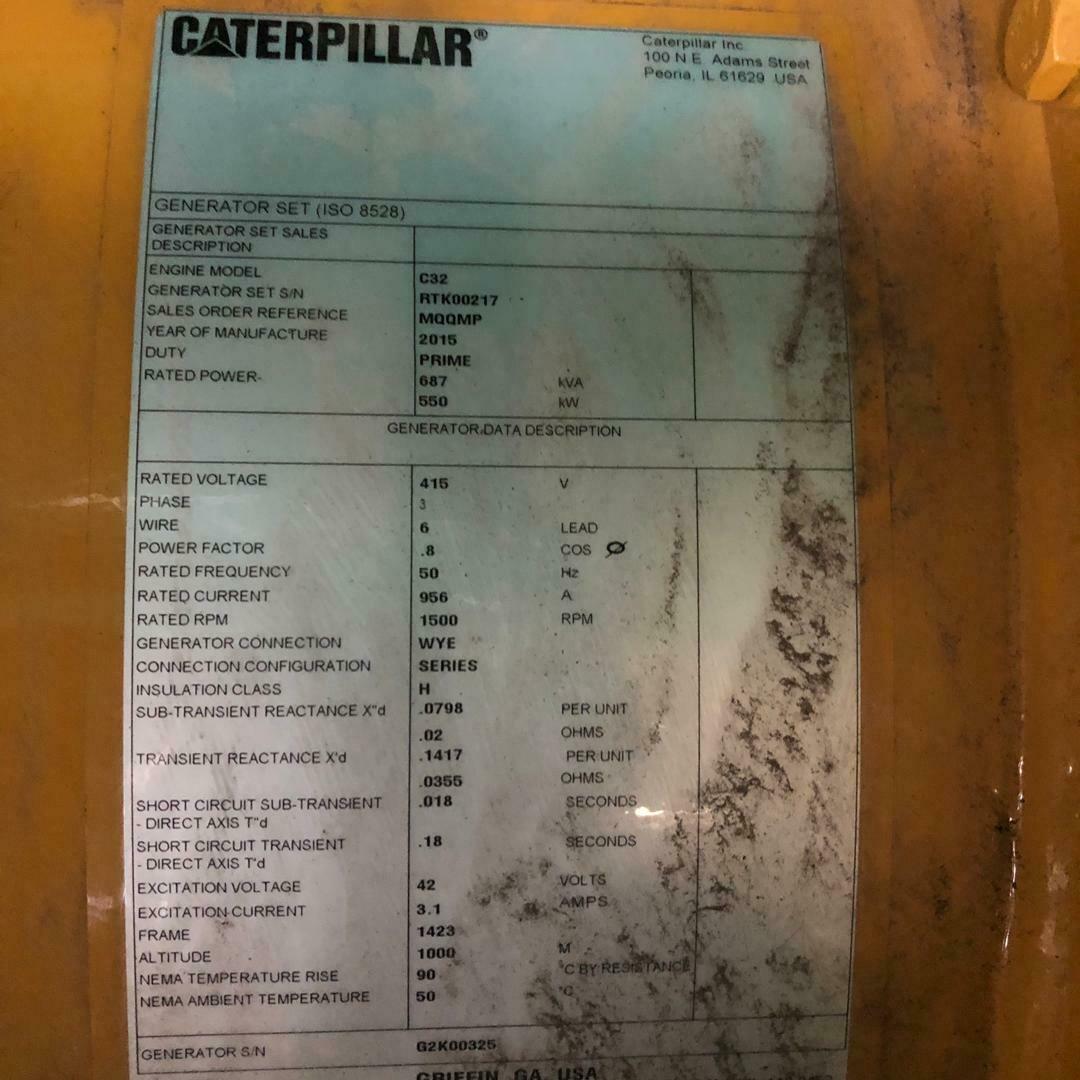 CATERPILLAR®
Caterpillar Inc.
100 N E Adams Street
Peoria, IL 61629 USA
GENERATOR SET (ISO 8528)
GENERATOR SET SALES
DESCRIPTION
ENGINE MODEL C32
GENERATOR SET S/N RTK00217
SALES ORDER REFERENCE MQQMP
YEAR OF MANUFACTURE 2015
DUTY PRIME
RATED POWER- 687 kVA
550 kW
GENERATOR DATA DESCRIPTION
RATED VOLTAGE 415 V
PHASE 3
WIRE 6 LEAD
POWER FACTOR .8 COS Ø
RATED FREQUENCY 50 Hz
RATED CURRENT 956 A
RATED RPM 1500 RPM
GENERATOR CONNECTION WYE
CONNECTION CONFIGURATION SERIES
INSULATION CLASS H
SUB-TRANSIENT REACTANCE X"d .0798 PER UNIT
.02 OHMS
TRANSIENT REACTANCE X'd .1417 PER UNIT
.0355 OHMS
SHORT CIRCUIT SUB-TRANSIENT .018 SECONDS
- DIRECT AXIS T"d
SHORT CIRCUIT TRANSIENT .18 SECONDS
- DIRECT AXIS T'd
EXCITATION VOLTAGE 42 VOLTS
EXCITATION CURRENT 3.1 AMPS
FRAME 1423
ALTITUDE 1000 M
NEMA TEMPERATURE RISE 90 °C BY RESISTANCE
NEMA AMBIENT TEMPERATURE 50 °C
GENERATOR S/N G2K00325
GRIFFIN, GA, USA